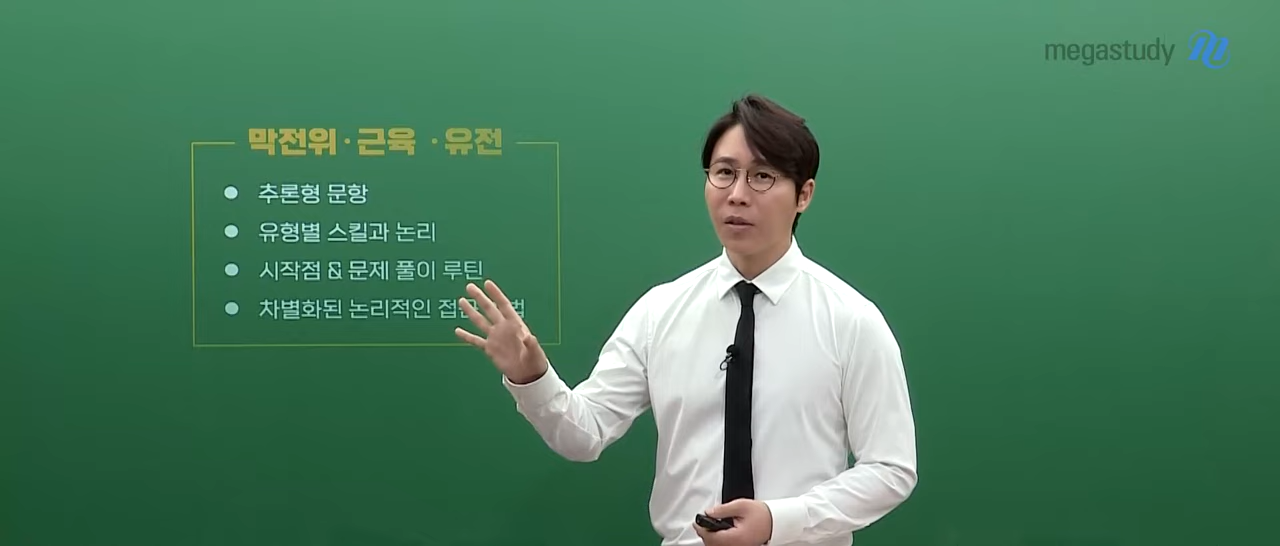 megastudy
막전위·근육·유전
추론형 문항
유형별 스킬과 논리
시작점 & 문제 풀이 루틴
차별화된 논리적인 법